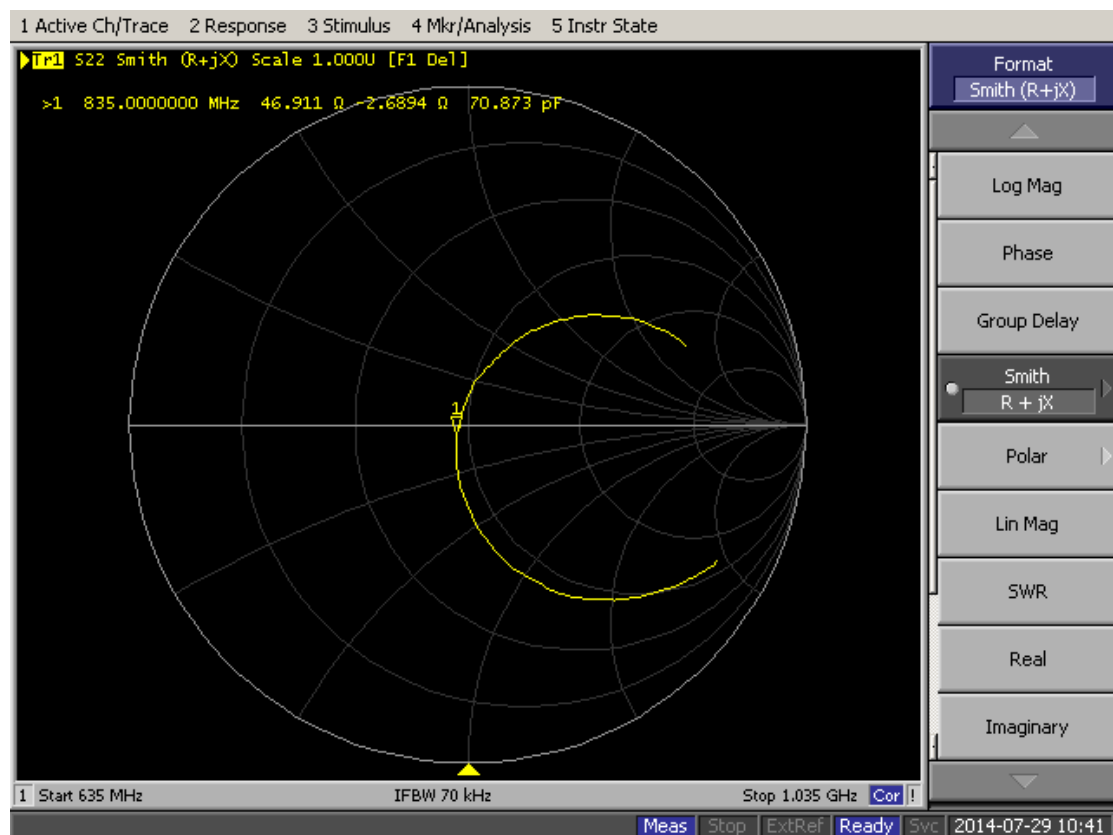 1 Active Ch/Trace 2 Response 3 Stimulus 4 Mkr/Analysis 5 Instr State
Tr1 S22 Smith (R+jX) Scale 1.000U [F1 Del]
>1 835.0000000 MHz 46.911 Ω -2.6894 Ω 70.873 pF
1
Format
Smith (R+jX)
Log Mag
Phase
Group Delay
Smith
R + jX
Polar
Lin Mag
SWR
Real
Imaginary
1 Start 635 MHz IFBW 70 kHz Stop 1.035 GHz Cor !
Meas Stop ExtRef Ready Svc 2014-07-29 10:41